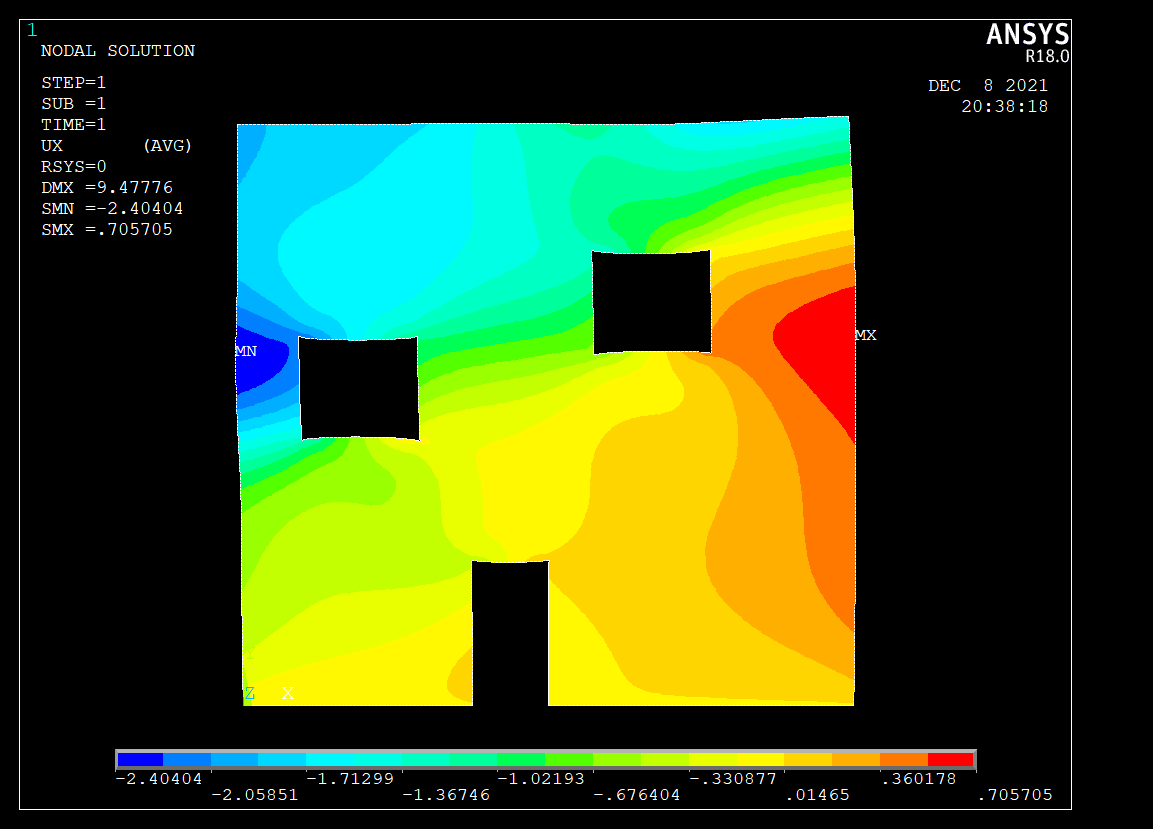 1
ANSYS
R18.0
NODAL SOLUTION
STEP=1
SUB =1
TIME=1
UX (AVG)
RSYS=0
DMX =9.47776
SMN =-2.40404
SMX =.705705
DEC 8 2021
20:38:18
MX
MN
Z X
-2.40404 -1.71299 -1.02193 -.330877 .360178
-2.05851 -1.36746 -.676404 .01465 .705705